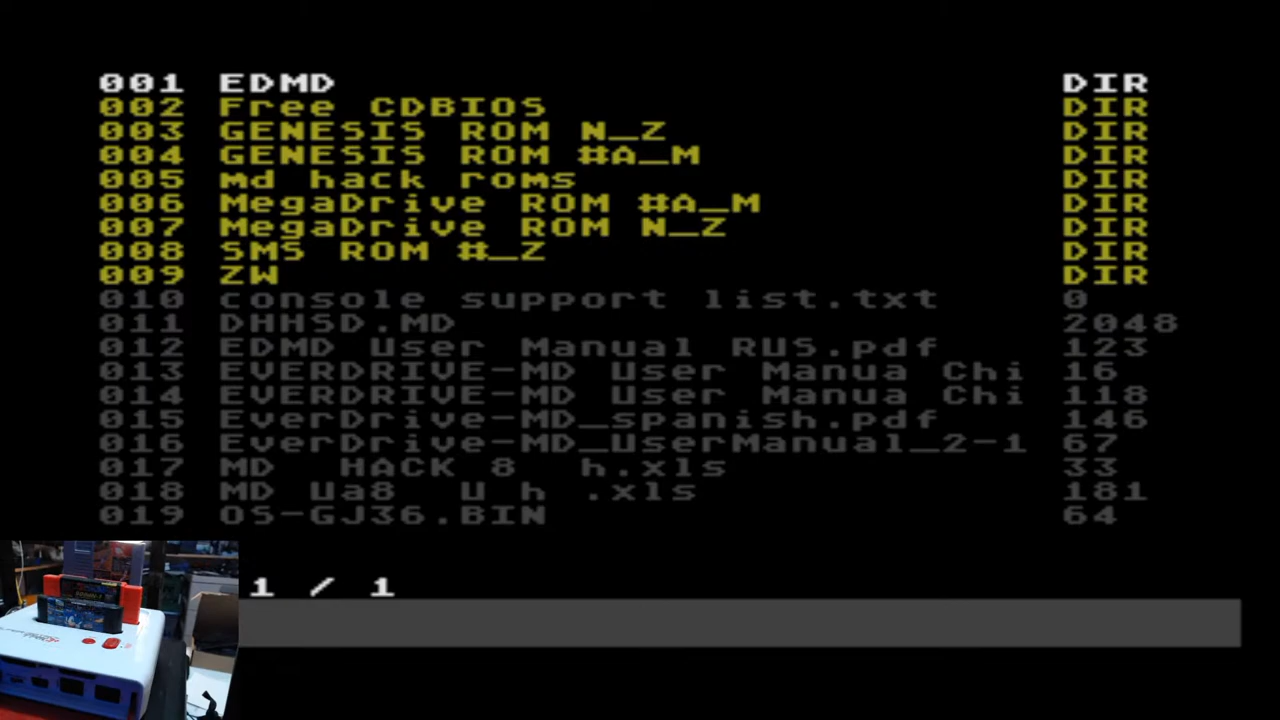 001 EDMD DIR
002 Free CDBIOS DIR
003 GENESIS ROM N_Z DIR
004 GENESIS ROM #A_M DIR
005 md hack roms DIR
006 MegaDrive ROM #A_M DIR
007 MegaDrive ROM N_Z DIR
008 SMS ROM #_Z DIR
009 ZW DIR
010 console support list.txt 0
011 DHHSD.MD 2048
012 EDMD User Manual RUS.pdf 123
013 EVERDRIVE-MD User Manua Chi 16
014 EVERDRIVE-MD User Manua Chi 118
015 EverDrive-MD_spanish.pdf 146
016 EverDrive-MD_UserManual_2-1 67
017 MD HACK 8 h.xls 33
018 MD Ua8 U h .xls 181
019 OS-GJ36.BIN 64
1 / 1